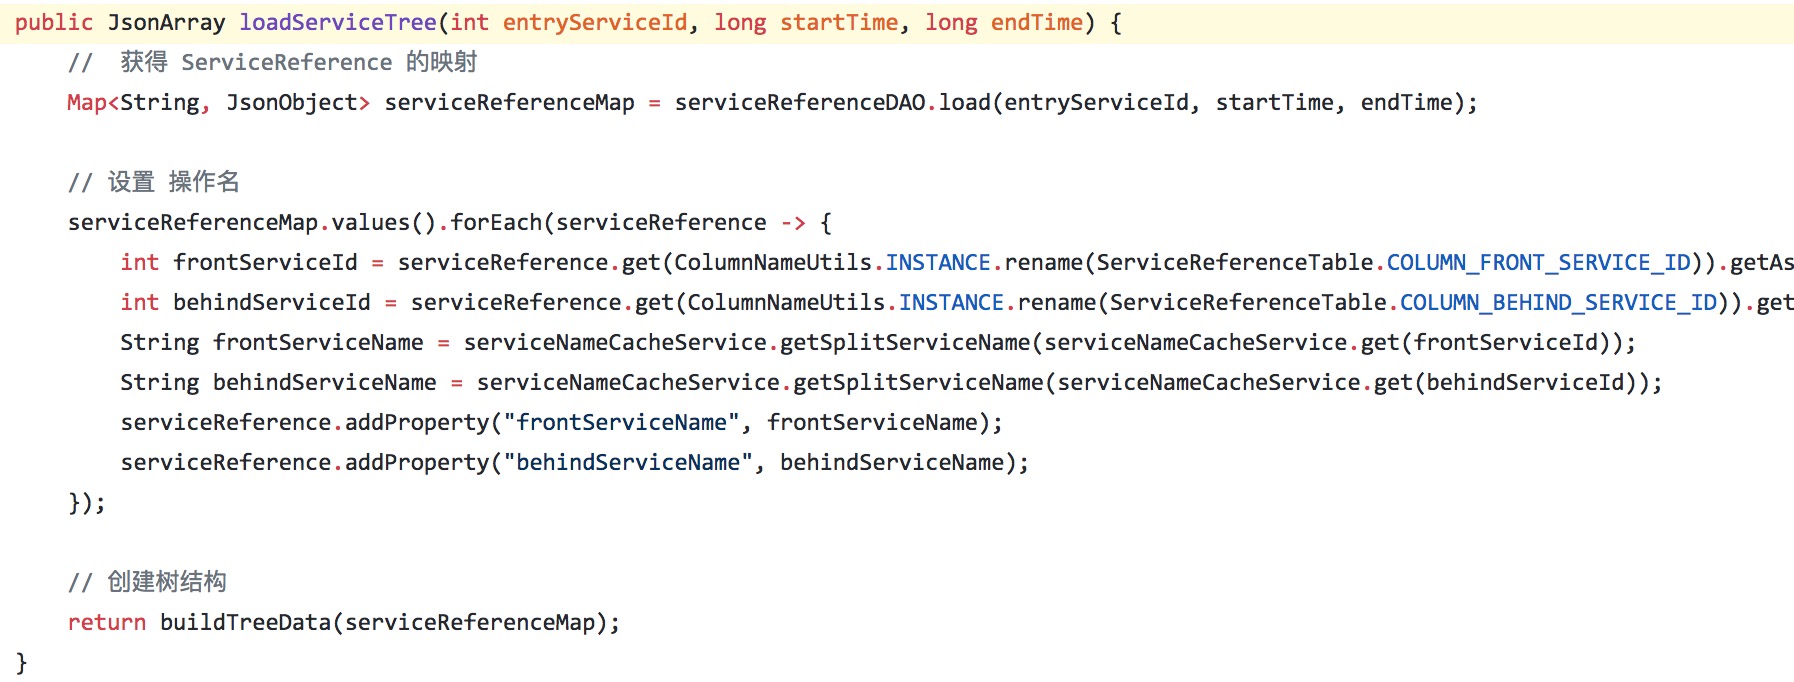 public JsonArray loadServiceTree(int entryServiceId, long startTime, long endTime) {
    //  获得 ServiceReference 的映射
    Map<String, JsonObject> serviceReferenceMap = serviceReferenceDAO.load(entryServiceId, startTime, endTime);

    // 设置 操作名
    serviceReferenceMap.values().forEach(serviceReference -> {
        int frontServiceId = serviceReference.get(ColumnNameUtils.INSTANCE.rename(ServiceReferenceTable.COLUMN_FRONT_SERVICE_ID)).getAs
        int behindServiceId = serviceReference.get(ColumnNameUtils.INSTANCE.rename(ServiceReferenceTable.COLUMN_BEHIND_SERVICE_ID)).get
        String frontServiceName = serviceNameCacheService.getSplitServiceName(serviceNameCacheService.get(frontServiceId));
        String behindServiceName = serviceNameCacheService.getSplitServiceName(serviceNameCacheService.get(behindServiceId));
        serviceReference.addProperty("frontServiceName", frontServiceName);
        serviceReference.addProperty("behindServiceName", behindServiceName);
    });

    // 创建树结构
    return buildTreeData(serviceReferenceMap);
}